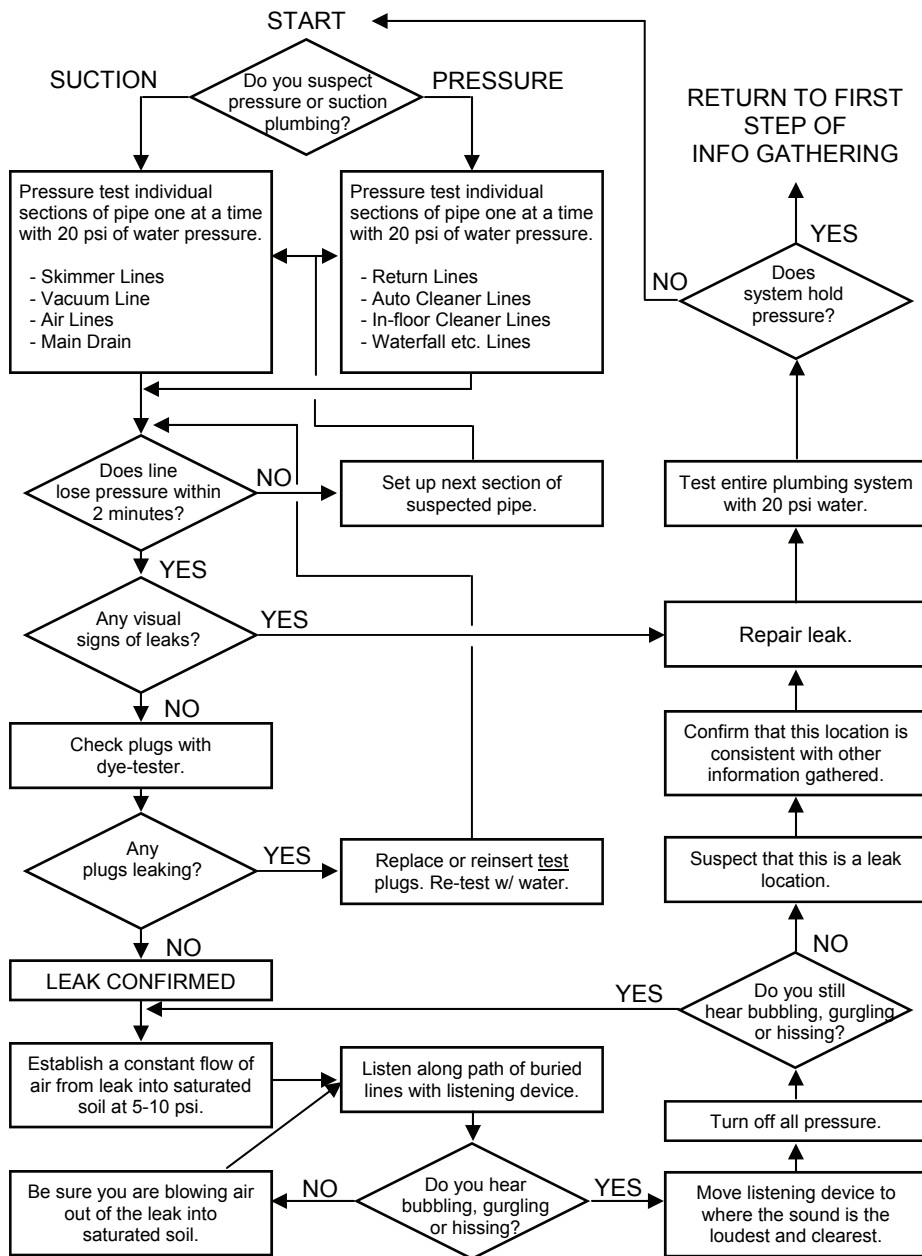 START
SUCTION
Do you suspect
pressure or suction
plumbing?
PRESSURE
Pressure test individual
sections of pipe one at a time
with 20 psi of water pressure.
- Skimmer Lines
- Vacuum Line
- Air Lines
- Main Drain
Pressure test individual
sections of pipe one at a time
with 20 psi of water pressure.
- Return Lines
- Auto Cleaner Lines
- In-floor Cleaner Lines
- Waterfall etc. Lines
Does line
lose pressure within
2 minutes?
NO
Set up next section of
suspected pipe.
YES
Any visual
signs of leaks?
YES
NO
Check plugs with
dye-tester.
Any
plugs leaking?
YES
Replace or reinsert test
plugs. Re-test w/ water.
NO
LEAK CONFIRMED
Establish a constant flow of
air from leak into saturated
soil at 5-10 psi.
Listen along path of buried
lines with listening device.
Do you hear
bubbling, gurgling
or hissing?
NO
Be sure you are blowing air
out of the leak into
saturated soil.
YES
Move listening device to
where the sound is the
loudest and clearest.
Turn off all pressure.
Do you still
hear bubbling, gurgling
or hissing?
YES
NO
Suspect that this is a leak
location.
Confirm that this location is
consistent with other
information gathered.
Repair leak.
Test entire plumbing system
with 20 psi water.
Does
system hold
pressure?
NO
YES
RETURN TO FIRST
STEP OF
INFO GATHERING